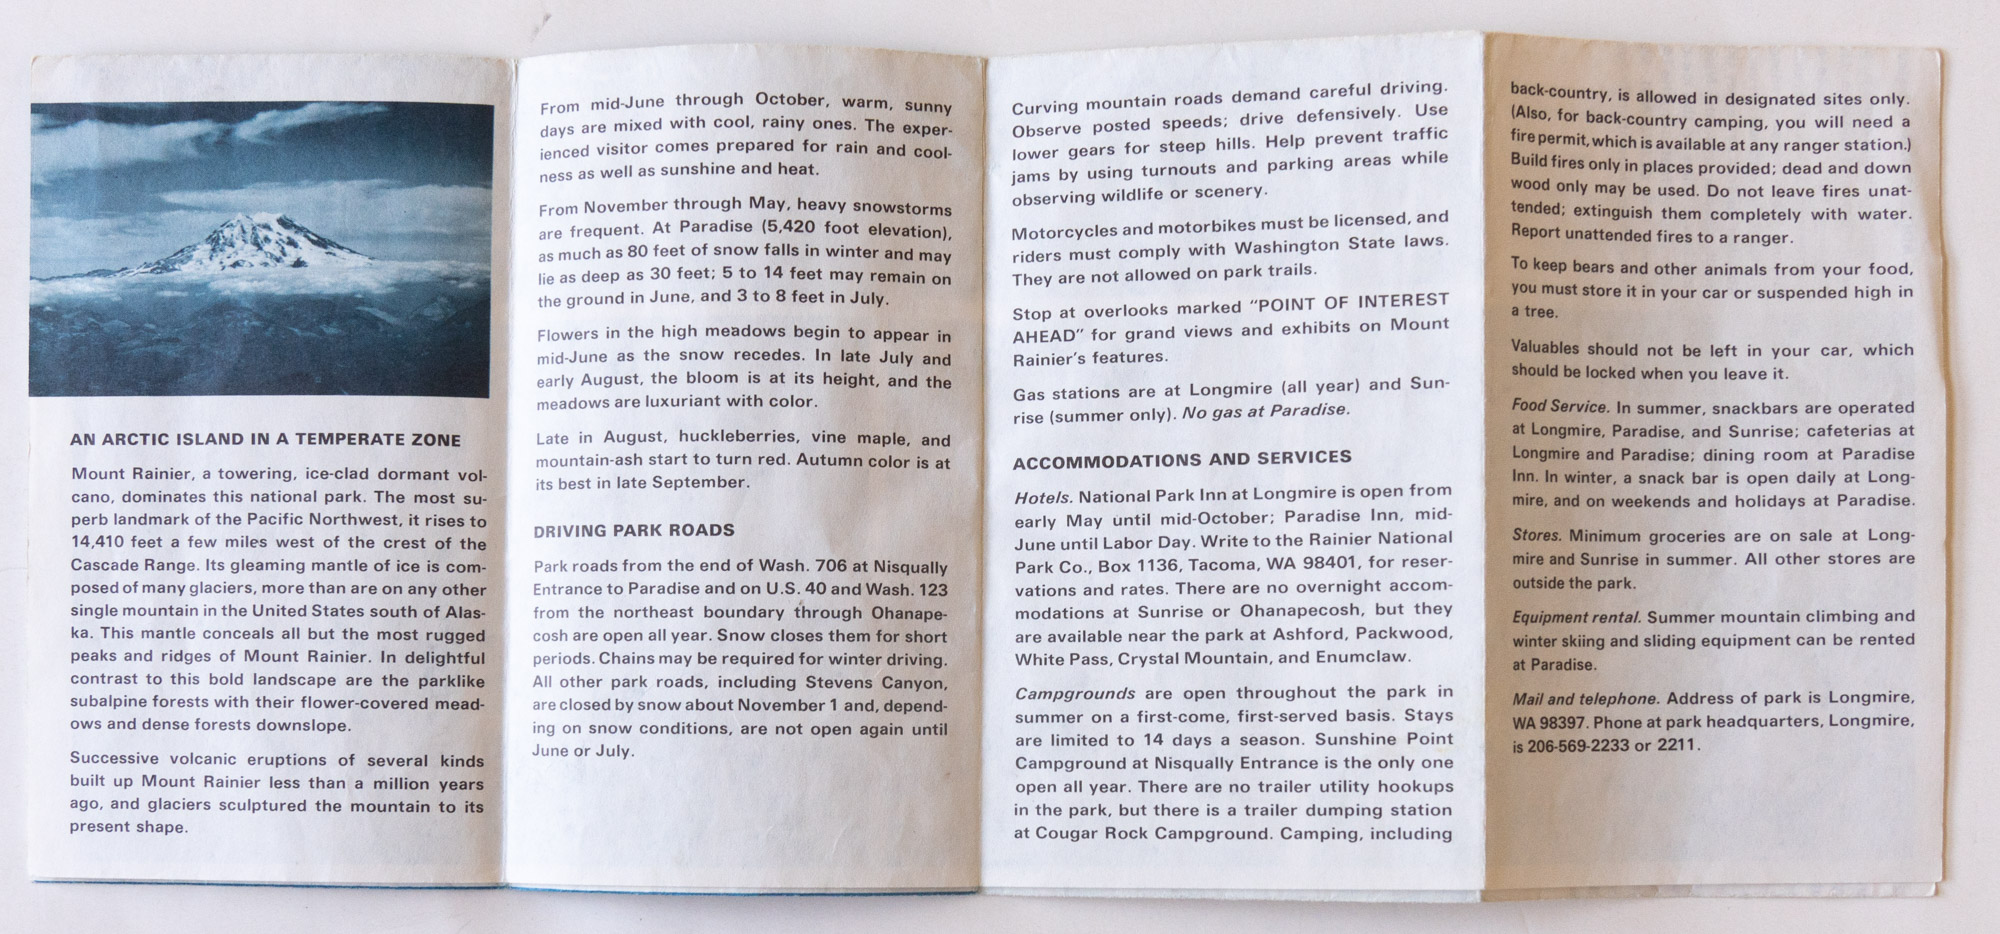 AN ARCTIC ISLAND IN A TEMPERATE ZONE
Mount Rainier, a towering, ice-clad dormant vol-
cano, dominates this national park. The most su-
perb landmark of the Pacific Northwest, it rises to
14,410 feet a few miles west of the crest of the
Cascade Range. Its gleaming mantle of ice is com-
posed of many glaciers, more than are on any other
single mountain in the United States south of Alas-
ka. This mantle conceals all but the most rugged
peaks and ridges of Mount Rainier. In delightful
contrast to this bold landscape are the parklike
subalpine forests with their flower-covered mead-
ows and dense forests downslope.
Successive volcanic eruptions of several kinds
built up Mount Rainier less than a million years
ago, and glaciers sculptured the mountain to its
present shape.
From mid-June through October, warm, sunny
days are mixed with cool, rainy ones. The exper-
ienced visitor comes prepared for rain and cool-
ness as well as sunshine and heat.
From November through May, heavy snowstorms
are frequent. At Paradise (5,420 foot elevation),
as much as 80 feet of snow falls in winter and may
lie as deep as 30 feet; 5 to 14 feet may remain on
the ground in June, and 3 to 8 feet in July.
Flowers in the high meadows begin to appear in
mid-June as the snow recedes. In late July and
early August, the bloom is at its height, and the
meadows are luxuriant with color.
Late in August, huckleberries, vine maple, and
mountain-ash start to turn red. Autumn color is at
its best in late September.
DRIVING PARK ROADS
Park roads from the end of Wash. 706 at Nisqually
Entrance to Paradise and on U.S. 40 and Wash. 123
from the northeast boundary through Ohanape-
cosh are open all year. Snow closes them for short
periods. Chains may be required for winter driving.
All other park roads, including Stevens Canyon,
are closed by snow about November 1 and, depend-
ing on snow conditions, are not open again until
June or July.
Curving mountain roads demand careful driving.
Observe posted speeds; drive defensively. Use
lower gears for steep hills. Help prevent traffic
jams by using turnouts and parking areas while
observing wildlife or scenery.
Motorcycles and motorbikes must be licensed, and
riders must comply with Washington State laws.
They are not allowed on park trails.
Stop at overlooks marked "POINT OF INTEREST
AHEAD" for grand views and exhibits on Mount
Rainier's features.
Gas stations are at Longmire (all year) and Sun-
rise (summer only). No gas at Paradise.
ACCOMMODATIONS AND SERVICES
Hotels. National Park Inn at Longmire is open from
early May until mid-October; Paradise Inn, mid-
June until Labor Day. Write to the Rainier National
Park Co., Box 1136, Tacoma, WA 98401, for reser-
vations and rates. There are no overnight accom-
modations at Sunrise or Ohanapecosh, but they
are available near the park at Ashford, Packwood,
White Pass, Crystal Mountain, and Enumclaw.
Campgrounds are open throughout the park in
summer on a first-come, first-served basis. Stays
are limited to 14 days a season. Sunshine Point
Campground at Nisqually Entrance is the only one
open all year. There are no trailer utility hookups
in the park, but there is a trailer dumping station
at Cougar Rock Campground. Camping, including
back-country, is allowed in designated sites only.
(Also, for back-country camping, you will need a
fire permit, which is available at any ranger station.)
Build fires only in places provided; dead and down
wood only may be used. Do not leave fires unat-
tended; extinguish them completely with water.
Report unattended fires to a ranger.
To keep bears and other animals from your food,
you must store it in your car or suspended high in
a tree.
Valuables should not be left in your car, which
should be locked when you leave it.
Food Service. In summer, snackbars are operated
at Longmire, Paradise, and Sunrise; cafeterias at
Longmire and Paradise; dining room at Paradise
Inn. In winter, a snack bar is open daily at Long-
mire, and on weekends and holidays at Paradise.
Stores. Minimum groceries are on sale at Long-
mire and Sunrise in summer. All other stores are
outside the park.
Equipment rental. Summer mountain climbing and
winter skiing and sliding equipment can be rented
at Paradise.
Mail and telephone. Address of park is Longmire,
WA 98397. Phone at park headquarters, Longmire,
is 206-569-2233 or 2211.